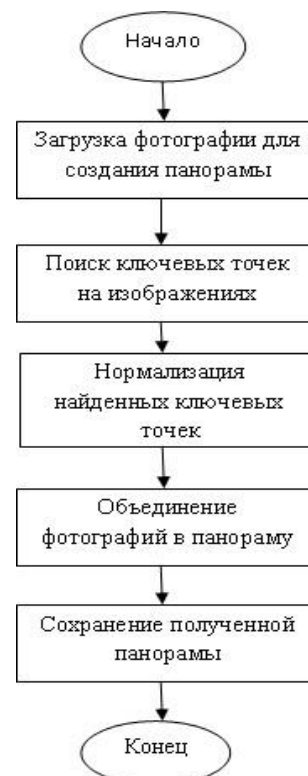 Начало
Загрузка фотографии для
создания панорамы
Поиск ключевых точек
на изображениях
Нормализация
найденных ключевых
точек
Объединение
фотографий в панораму
Сохранение полученной
панорамы
Конец